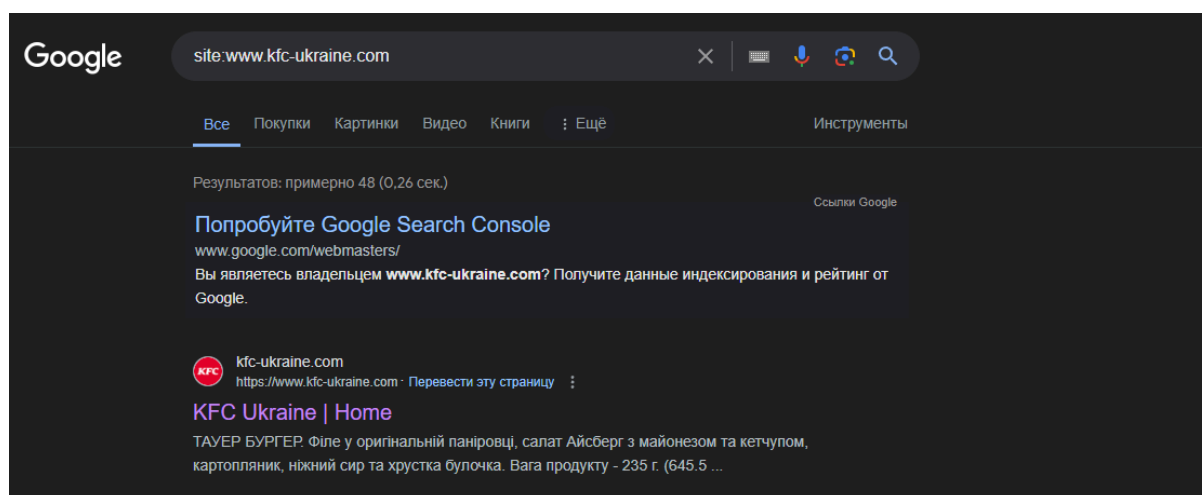 Google
site:www.kfc-ukraine.com
Все Покупки Картинки Видео Книги ⋮ Ещё Инструменты
Результатов: примерно 48 (0,26 сек.)
Ссылки Google
Попробуйте Google Search Console
www.google.com/webmasters/
Вы являетесь владельцем www.kfc-ukraine.com? Получите данные индексирования и рейтинг от
Google.
KFC
kfc-ukraine.com
https://www.kfc-ukraine.com · Перевести эту страницу ⋮
KFC Ukraine | Home
ТАУЕР БУРГЕР. Філе у оригінальній паніровці, салат Айсберг з майонезом та кетчупом,
картопляник, ніжний сир та хрустка булочка. Вага продукту - 235 г. (645.5 ...